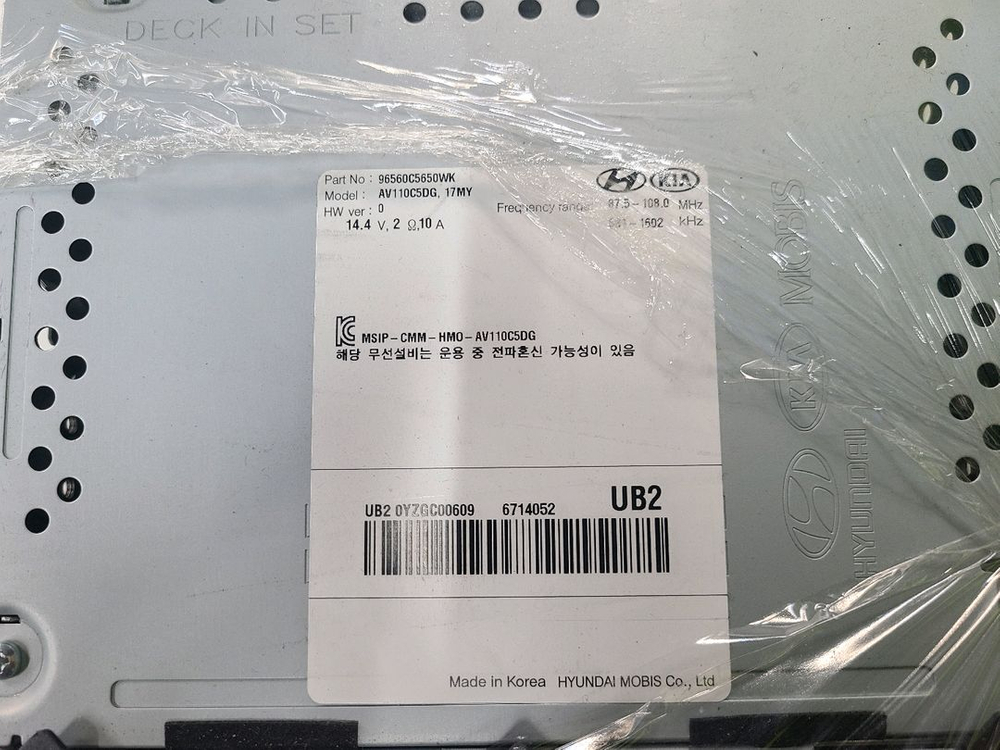 DECK IN SET
Part No : 96560C5650WK
Model : AV110C5DG, 17MY
HW ver : 0
14.4 V, 2 Ω,10 A
KIA
Frequency range: 87.5-108.0 MHz
kHz
MSIP-CMM-HMO-AV110C5DG
해당 무선설비는 운용 중 전파혼신 가능성이 있음
UB2 0YZGC00609 6714052 UB2
Made in Korea HYUNDAI MOBIS Co., Ltd
MOBIS
KIA
HYUNDAI